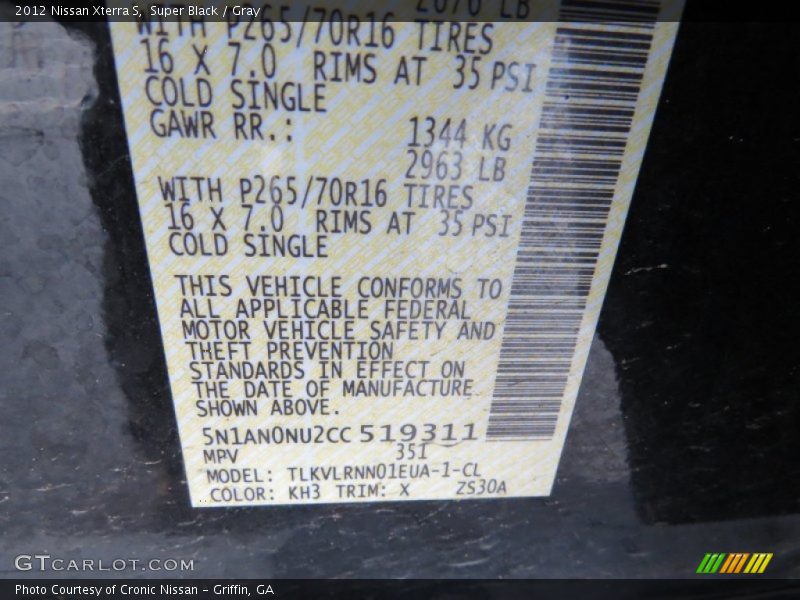 2012 Nissan Xterra S, Super Black / Gray
2676 LB
WITH P265/70R16 TIRES
16 X 7.0 RIMS AT 35 PSI
COLD SINGLE
GAWR RR.: 1344 KG
2963 LB
WITH P265/70R16 TIRES
16 X 7.0 RIMS AT 35 PSI
COLD SINGLE
THIS VEHICLE CONFORMS TO
ALL APPLICABLE FEDERAL
MOTOR VEHICLE SAFETY AND
THEFT PREVENTION
STANDARDS IN EFFECT ON
THE DATE OF MANUFACTURE
SHOWN ABOVE.
5N1AN0NU2CC 519311
MPV 351
MODEL: TLKVLRNN01EUA-1-CL
COLOR: KH3 TRIM: X ZS30A
GTCARLOT.COM
Photo Courtesy of Cronic Nissan - Griffin, GA